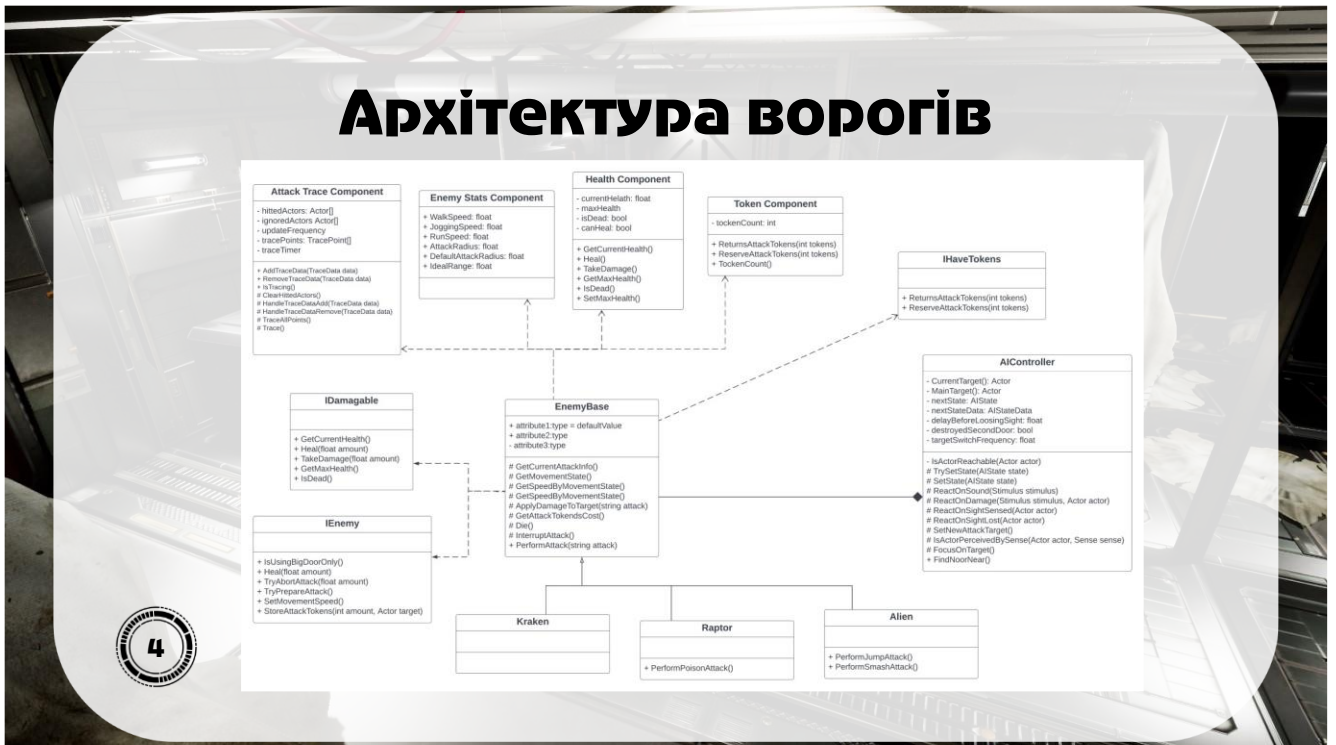 Архітектура ворогів
Attack Trace Component
- hittedActors: Actor[]
- ignoredActors Actor[]
- updateFrequency
- tracePoints: TracePoint[]
- traceTimer
+ AddTraceData(TraceData data)
+ RemoveTraceData(TraceData data)
+ IsTracing()
# ClearHittedActors()
# HandleTraceDataAdd(TraceData data)
# HandleTraceDataRemove(TraceData data)
# TraceAllPoints()
# Trace()
Enemy Stats Component
+ WalkSpeed: float
+ JoggingSpeed: float
+ RunSpeed: float
+ AttackRadius: float
+ DefaultAttackRadius: float
+ IdealRange: float
Health Component
- currentHelath: float
- maxHealth
- isDead: bool
- canHeal: bool
+ GetCurrentHealth()
+ Heal()
+ TakeDamage()
+ GetMaxHealth()
+ IsDead()
+ SetMaxHealth()
Token Component
- tockenCount: int
+ ReturnsAttackTokens(int tokens)
+ ReserveAttackTokens(int tokens)
+ TockenCount()
IHaveTokens
+ ReturnsAttackTokens(int tokens)
+ ReserveAttackTokens(int tokens)
AIController
- CurrentTarget(): Actor
- MainTarget(): Actor
- nextState: AIState
- nextStateData: AIStateData
- delayBeforeLoosingSight: float
- destroyedSecondDoor: bool
- targetSwitchFrequency: float
- IsActorReachable(Actor actor)
# TrySetState(AIState state)
# SetState(AIState state)
# ReactOnSound(Stimulus stimulus)
# ReactOnDamage(Stimulus stimulus, Actor actor)
# ReactOnSightSensed(Actor actor)
# ReactOnSightLost(Actor actor)
# SetNewAttackTarget()
# IsActorPerceivedBySense(Actor actor, Sense sense)
# FocusOnTarget()
+ FindNoorNear()
IDamagable
+ GetCurrentHealth()
+ Heal(float amount)
+ TakeDamage(float amount)
+ GetMaxHealth()
+ IsDead()
EnemyBase
+ attribute1:type = defaultValue
+ attribute2:type
- attribute3:type
# GetCurrentAttackInfo()
# GetMovementState()
# GetSpeedByMovementState()
# GetSpeedByMovementState()
# ApplyDamageToTarget(string attack)
# GetAttackTokendsCost()
# Die()
# InterruptAttack()
+ PerformAttack(string attack)
IEnemy
+ IsUsingBigDoorOnly()
+ Heal(float amount)
+ TryAbortAttack(float amount)
+ TryPrepareAttack()
+ SetMovementSpeed()
+ StoreAttackTokens(int amount, Actor target)
Kraken
Raptor
+ PerformPoisonAttack()
Alien
+ PerformJumpAttack()
+ PerformSmashAttack()
4